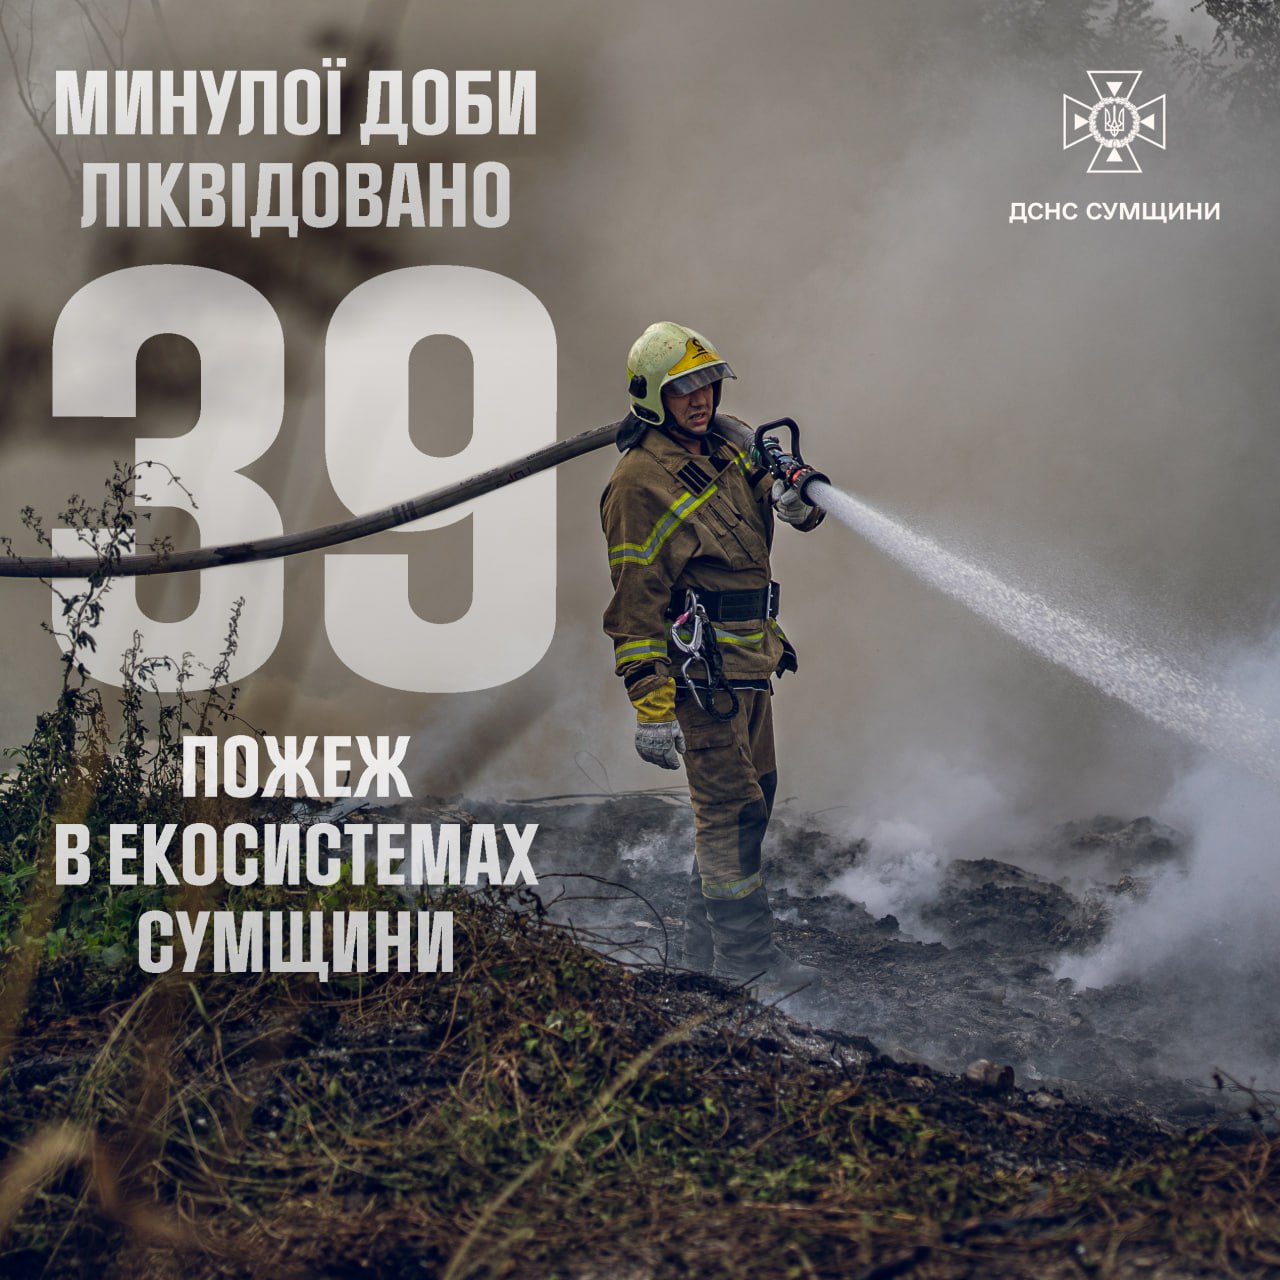 МИНУЛОЇ ДОБИ
ЛІКВІДОВАНО
39
ПОЖЕЖ
В ЕКОСИСТЕМАХ
СУМЩИНИ
ДСНС СУМЩИНИ